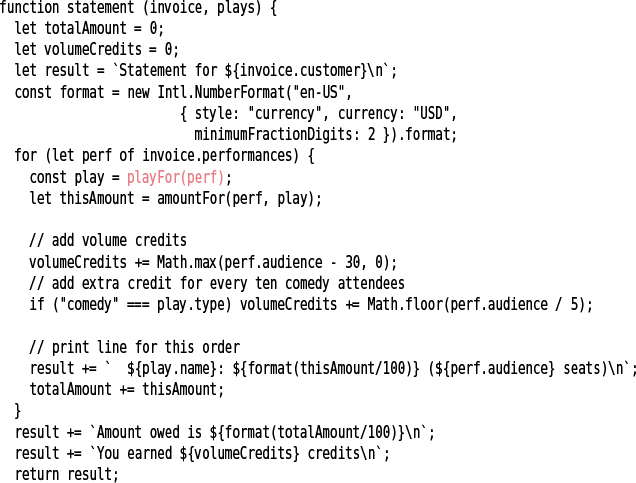 function statement (invoice, plays) {
  let totalAmount = 0;
  let volumeCredits = 0;
  let result = `Statement for ${invoice.customer}\n`;
  const format = new Intl.NumberFormat("en-US",
                        { style: "currency", currency: "USD",
                          minimumFractionDigits: 2 }).format;
  for (let perf of invoice.performances) {
    const play = playFor(perf);
    let thisAmount = amountFor(perf, play);

    // add volume credits
    volumeCredits += Math.max(perf.audience - 30, 0);
    // add extra credit for every ten comedy attendees
    if ("comedy" === play.type) volumeCredits += Math.floor(perf.audience / 5);

    // print line for this order
    result += `  ${play.name}: ${format(thisAmount/100)} (${perf.audience} seats)\n`;
    totalAmount += thisAmount;
  }
  result += `Amount owed is ${format(totalAmount/100)}\n`;
  result += `You earned ${volumeCredits} credits\n`;
  return result;